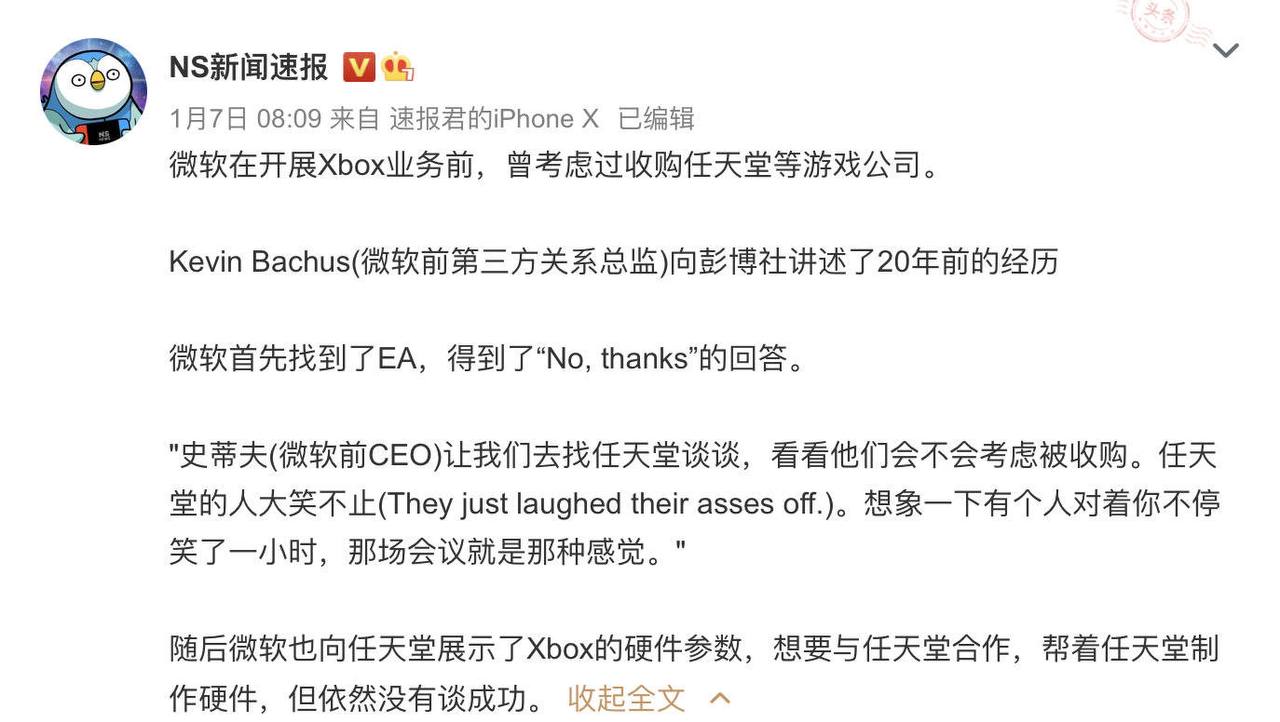 头条
NS新闻速报
1月7日 08:09 来自 速报君的iPhone X 已编辑
微软在开展Xbox业务前，曾考虑过收购任天堂等游戏公司。
Kevin Bachus(微软前第三方关系总监)向彭博社讲述了20年前的经历
微软首先找到了EA，得到了“No, thanks”的回答。
"史蒂夫(微软前CEO)让我们去找任天堂谈谈，看看他们会不会考虑被收购。任天
堂的人大笑不止(They just laughed their asses off.)。想象一下有个人对着你不停
笑了一小时，那场会议就是那种感觉。"
随后微软也向任天堂展示了Xbox的硬件参数，想要与任天堂合作，帮着任天堂制
作硬件，但依然没有谈成功。 收起全文